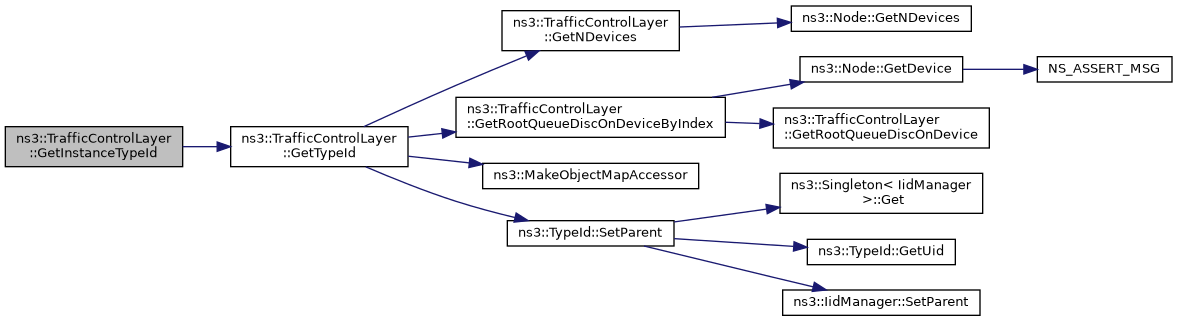 ns3::TrafficControlLayer
::GetInstanceTypeId
ns3::TrafficControlLayer
::GetTypeId
ns3::TrafficControlLayer
::GetNDevices
ns3::Node::GetNDevices
ns3::TrafficControlLayer
::GetRootQueueDiscOnDeviceByIndex
ns3::Node::GetDevice
NS_ASSERT_MSG
ns3::TrafficControlLayer
::GetRootQueueDiscOnDevice
ns3::MakeObjectMapAccessor
ns3::TypeId::SetParent
ns3::Singleton< IidManager
>::Get
ns3::TypeId::GetUid
ns3::IidManager::SetParent